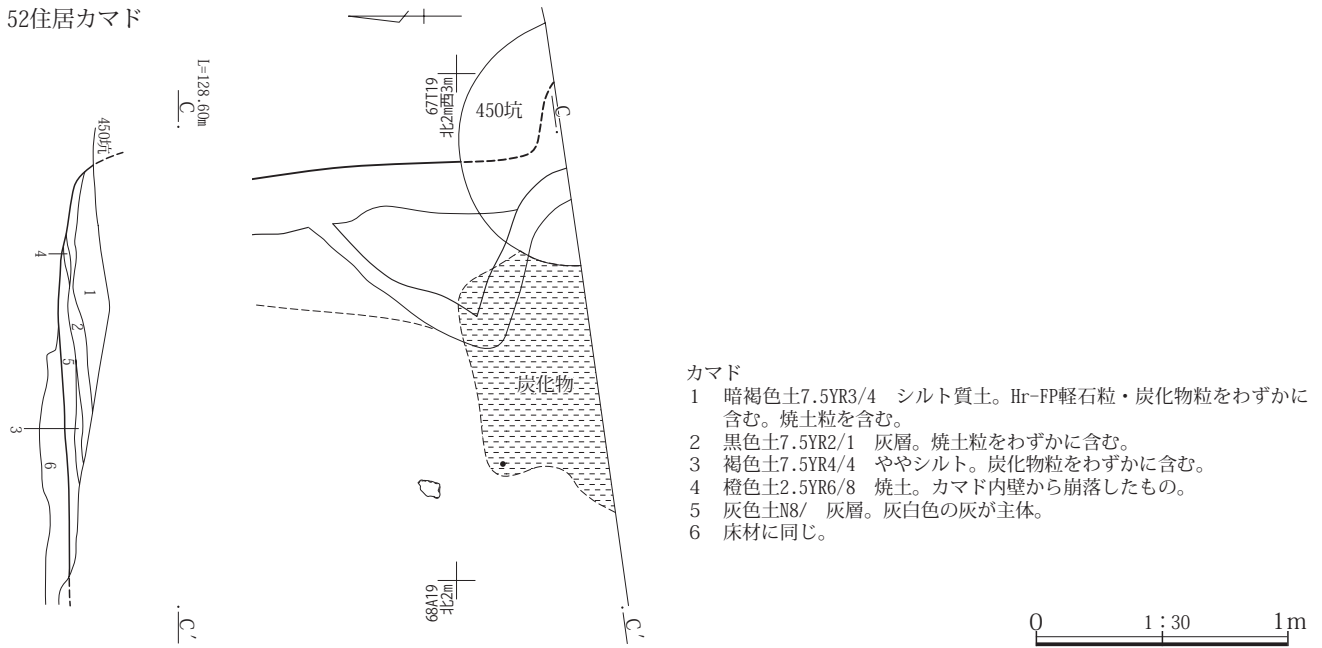 52住居カマド
L=128.60m
C
450坑
4
1
2
5
3
6
C′
67T19
北2m西3m
450坑
C
炭化物
68A19
北2m
C′
カマド
1　暗褐色土7.5YR3/4　シルト質土。Hr-FP軽石粒・炭化物粒をわずかに
含む。焼土粒を含む。
2　黒色土7.5YR2/1　灰層。焼土粒をわずかに含む。
3　褐色土7.5YR4/4　ややシルト。炭化物粒をわずかに含む。
4　橙色土2.5YR6/8　焼土。カマド内壁から崩落したもの。
5　灰色土N8/　灰層。灰白色の灰が主体。
6　床材に同じ。
0　1：30　1m